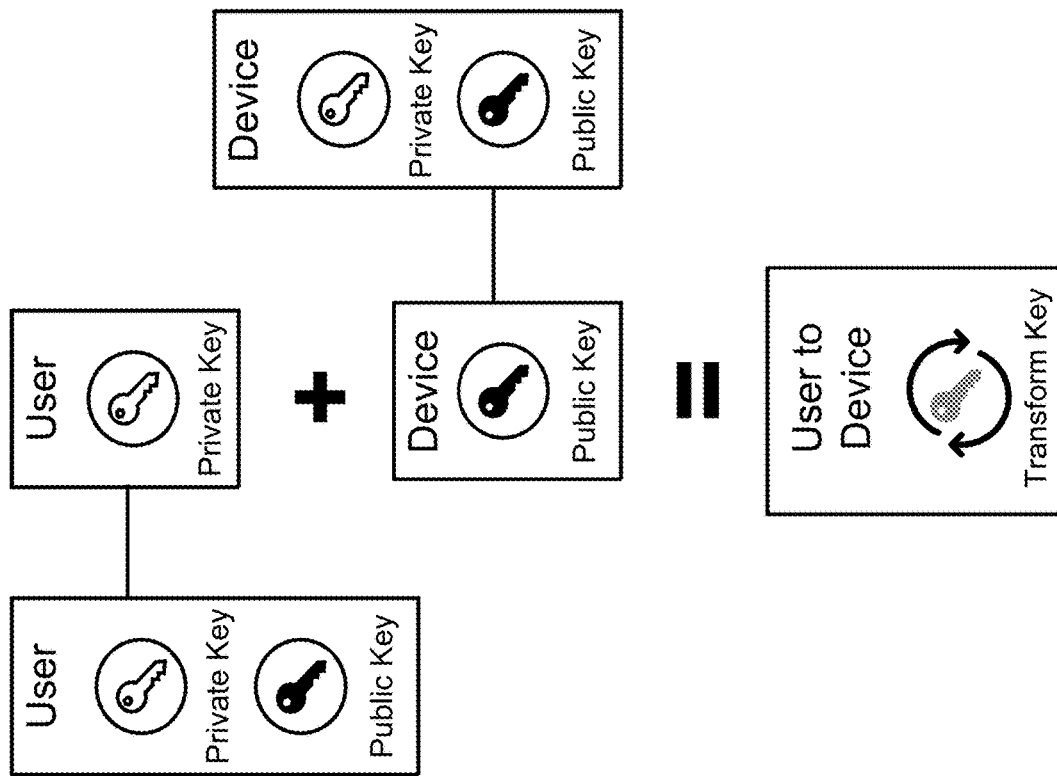 User
Private Key
Public Key
User
Private Key
+
Device
Public Key
Device
Private Key
Public Key
=
User to
Device
Transform Key